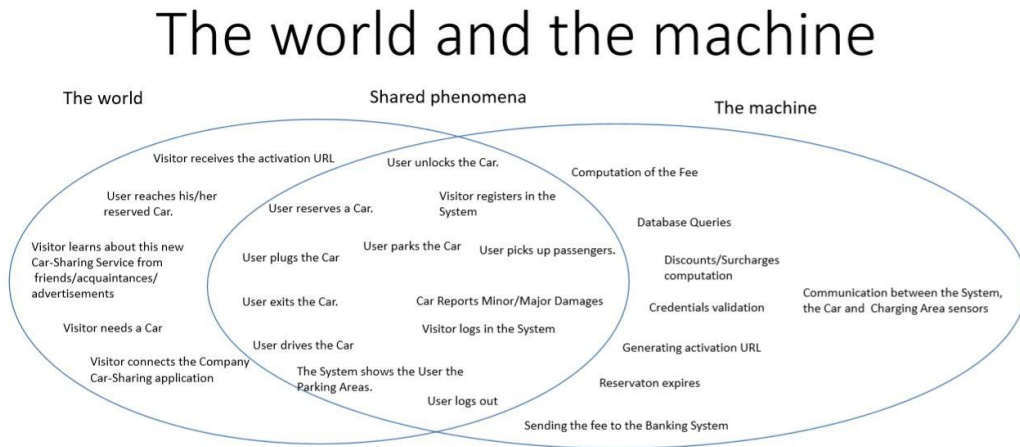 The world and the machine
The world
Shared phenomena
The machine
Visitor receives the activation URL
User reaches his/her
reserved Car.
Visitor learns about this new
Car-Sharing Service from
friends/acquaintances/
advertisements
Visitor needs a Car
Visitor connects the Company
Car-Sharing application
User unlocks the Car.
User reserves a Car.
Visitor registers in the
System
User plugs the Car
User parks the Car
User picks up passengers.
User exits the Car.
Car Reports Minor/Major Damages
Visitor logs in the System
User drives the Car
The System shows the User the
Parking Areas.
User logs out
Computation of the Fee
Database Queries
Discounts/Surcharges
computation
Credentials validation
Communication between the System,
the Car and Charging Area sensors
Generating activation URL
Reservaton expires
Sending the fee to the Banking System